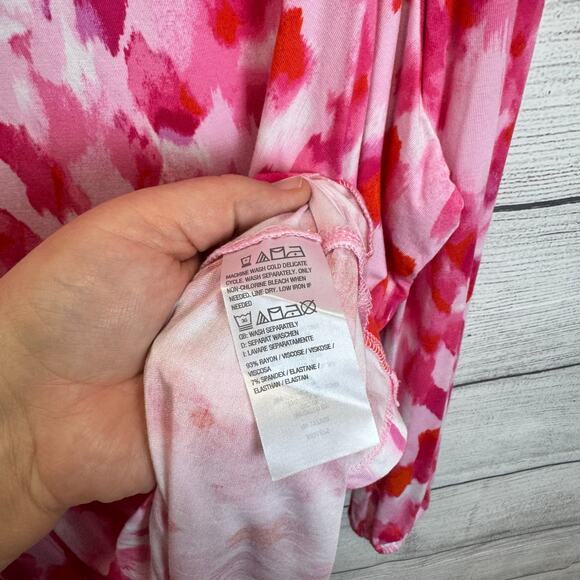 MACHINE WASH COLD DELICATE
CYCLE. WASH SEPARATELY. ONLY
NON-CHLORINE BLEACH WHEN
NEEDED. LINE DRY. LOW IRON IF
NEEDED
30
GB: WASH SEPARATELY
D: SEPARAT WASCHEN
I: LAVARE SEPARATAMENTE
93% RAYON / VISCOSE / VISKOSE /
VISCOSA
7% SPANDEX / ELASTANE /
ELASTHAN / ELASTAN